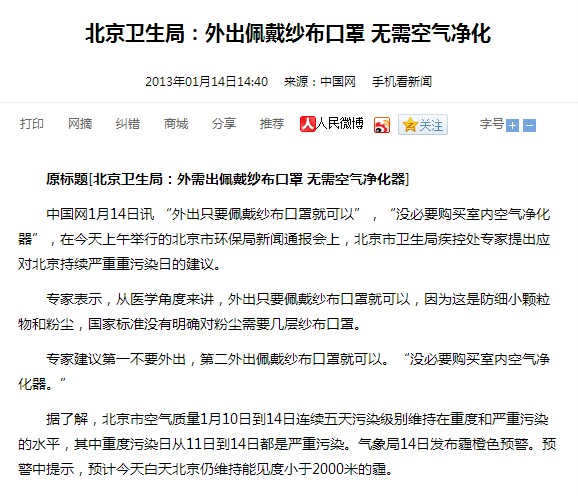 北京卫生局：外出佩戴纱布口罩 无需空气净化
2013年01月14日14:40 来源：中国网 手机看新闻
打印 网摘 纠错 商城 分享 推荐 人民微博 关注 字号
原标题[北京卫生局：外需出佩戴纱布口罩 无需空气净化器]
中国网1月14日讯 “外出只要佩戴纱布口罩就可以”，“没必要购买室内空气净化
器”，在今天上午举行的北京市环保局新闻通报会上，北京市卫生局疾控处专家提出应
对北京持续严重重污染日的建议。
专家表示，从医学角度来讲，外出只要佩戴纱布口罩就可以，因为这是防细小颗粒
物和粉尘，国家标准没有明确对粉尘需要几层纱布口罩。
专家建议第一不要外出，第二外出佩戴纱布口罩就可以。“没必要购买室内空气净
化器。”
据了解，北京市空气质量1月10日到14日连续五天污染级别维持在重度和严重污染
的水平，其中重度污染日从11日到14日都是严重污染。气象局14日发布霾橙色预警。预
警中提示，预计今天白天北京仍维持能见度小于2000米的霾。